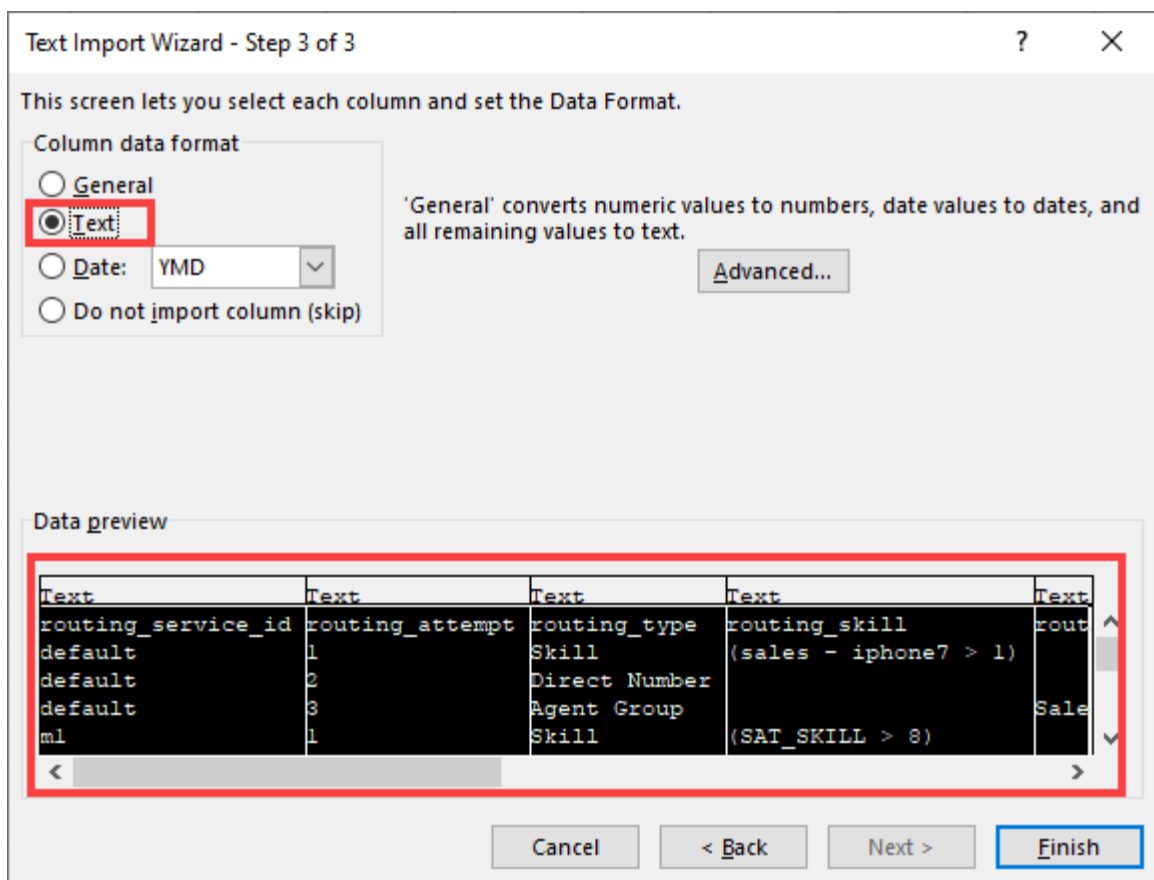 Text Import Wizard - Step 3 of 3 ?
This screen lets you select each column and set the Data Format.
Column data format
General
Text
Date: YMD
Do not import column (skip)
'General' converts numeric values to numbers, date values to dates, and
all remaining values to text.
Advanced...
Data preview
Text Text Text Text Text
routing_service_id routing_attempt routing_type routing_skill rout
default 1 Skill (sales - iphone7 > 1)
default 2 Direct Number
default 3 Agent Group Sale
ml 1 Skill (SAT_SKILL > 8)
Cancel < Back Next > Finish